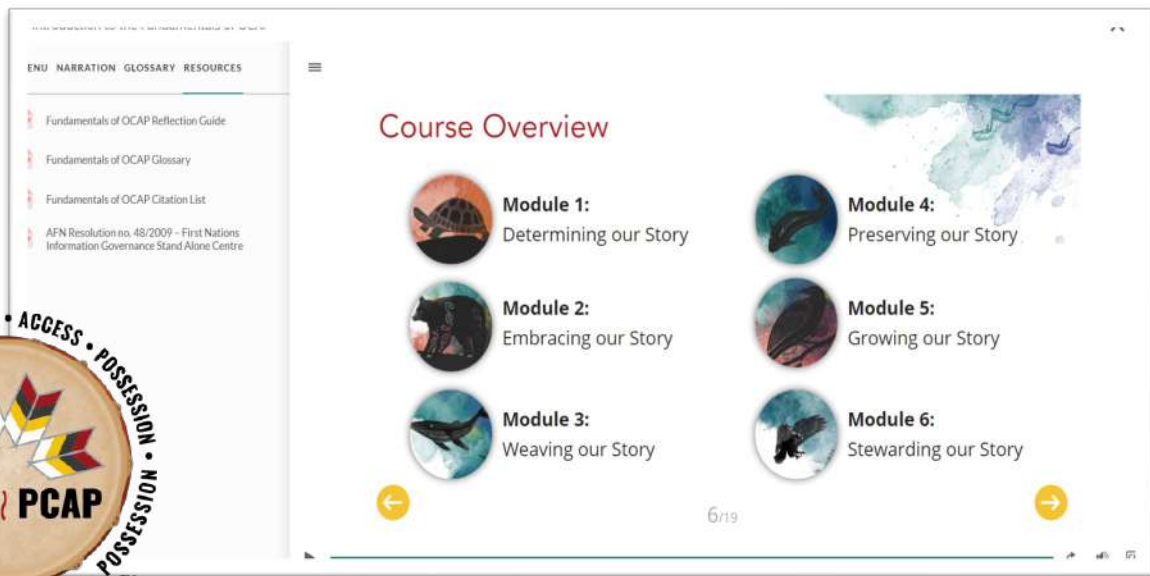 ENU NARRATION GLOSSARY RESOURCES
Fundamentals of OCAP Reflection Guide
Fundamentals of OCAP Glossary
Fundamentals of OCAP Citation List
AFN Resolution no. 48/2009 – First Nations
Information Governance Stand Alone Centre
Course Overview
Module 1:
Determining our Story
Module 2:
Embracing our Story
Module 3:
Weaving our Story
Module 4:
Preserving our Story
Module 5:
Growing our Story
Module 6:
Stewarding our Story
6/19
• ACCESS • POSSESSION •
POSSESSION
PCAP